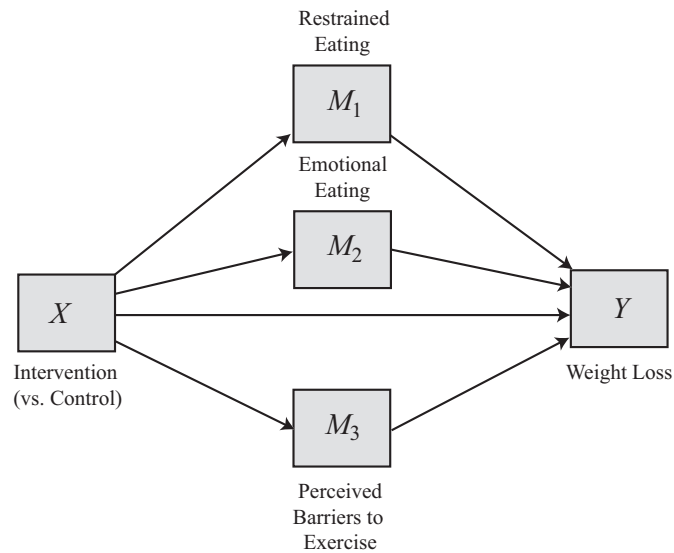 Restrained
Eating
M1
Emotional
Eating
M2
X
Y
Intervention
(vs. Control)
Weight Loss
M3
Perceived
Barriers to
Exercise